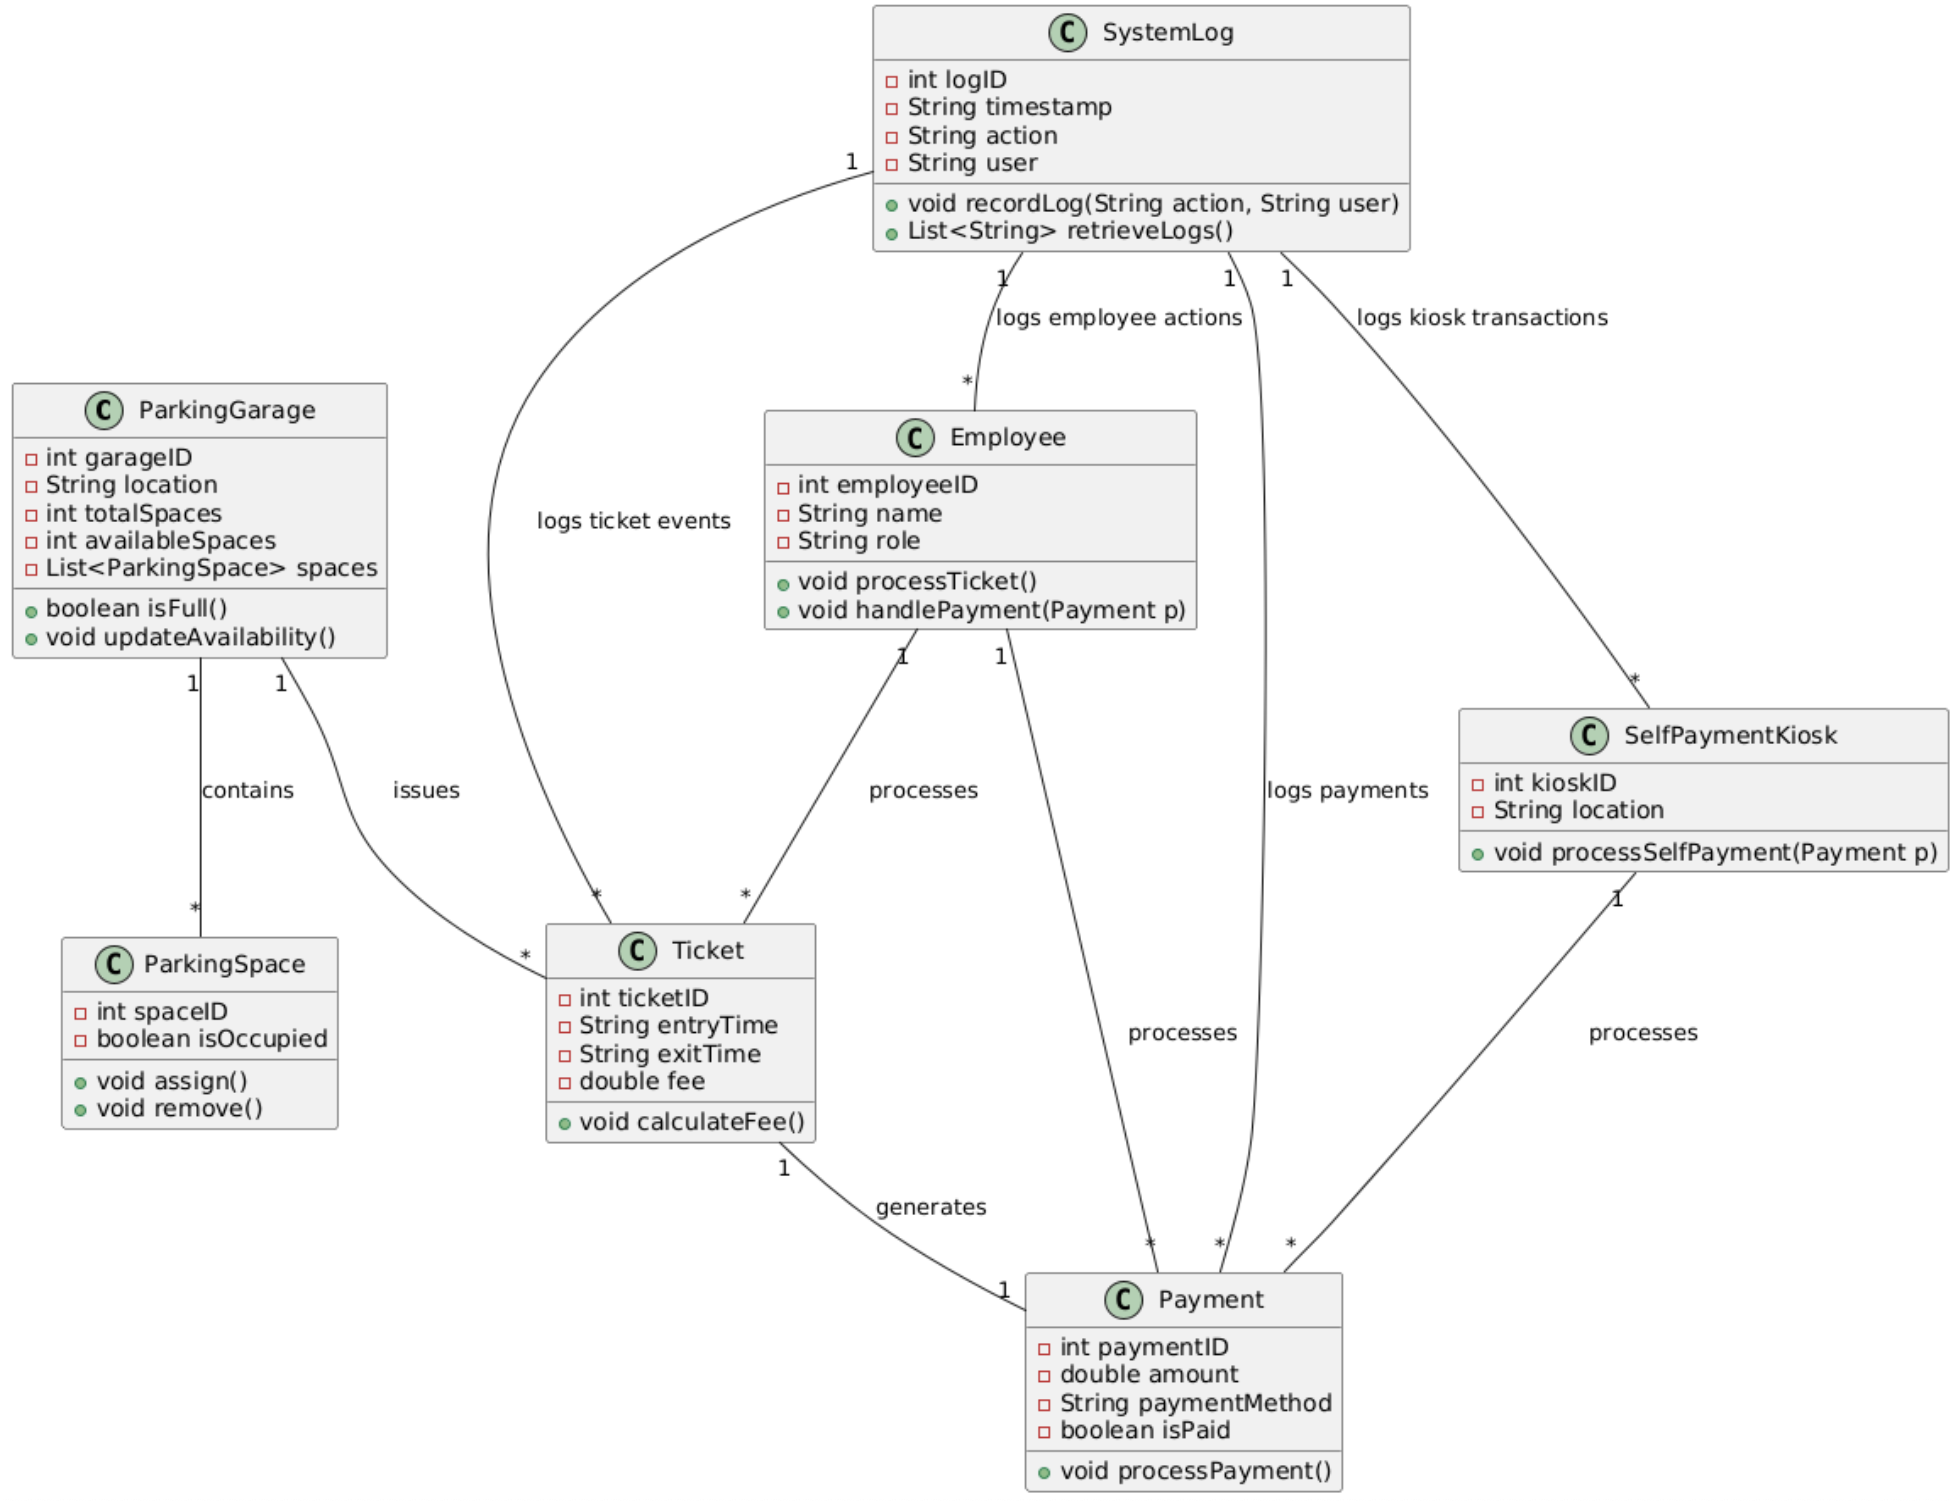 C SystemLog
int logID
String timestamp
String action
String user
void recordLog(String action, String user)
List<String> retrieveLogs()
1
1
1
1
logs employee actions
logs kiosk transactions
*
C ParkingGarage
int garageID
String location
int totalSpaces
int availableSpaces
List<ParkingSpace> spaces
boolean isFull()
void updateAvailability()
C Employee
int employeeID
String name
String role
void processTicket()
void handlePayment(Payment p)
logs ticket events
1
1
1
1
*
C SelfPaymentKiosk
int kioskID
String location
void processSelfPayment(Payment p)
contains
issues
processes
logs payments
*
*
*
*
1
C ParkingSpace
int spaceID
boolean isOccupied
void assign()
void remove()
C Ticket
int ticketID
String entryTime
String exitTime
double fee
void calculateFee()
processes
processes
1
generates
1
*
*
*
C Payment
int paymentID
double amount
String paymentMethod
boolean isPaid
void processPayment()